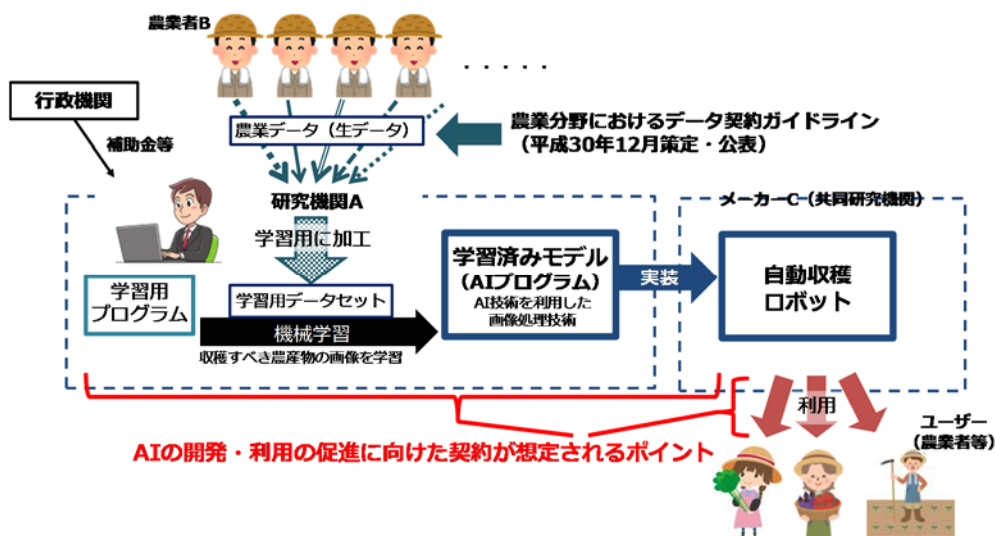 農業者B
・・・・・
行政機関
補助金等
農業データ（生データ）
農業分野におけるデータ契約ガイドライン
（平成30年12月策定・公表）
研究機関A
メーカーC（共同研究機関）
学習用に加工
学習用
プログラム
学習用データセット
機械学習
収穫すべき農産物の画像を学習
学習済みモデル
（AIプログラム）
AI技術を利用した
画像処理技術
実装
自動収穫
ロボット
利用
ユーザー
（農業者等）
AIの開発・利用の促進に向けた契約が想定されるポイント